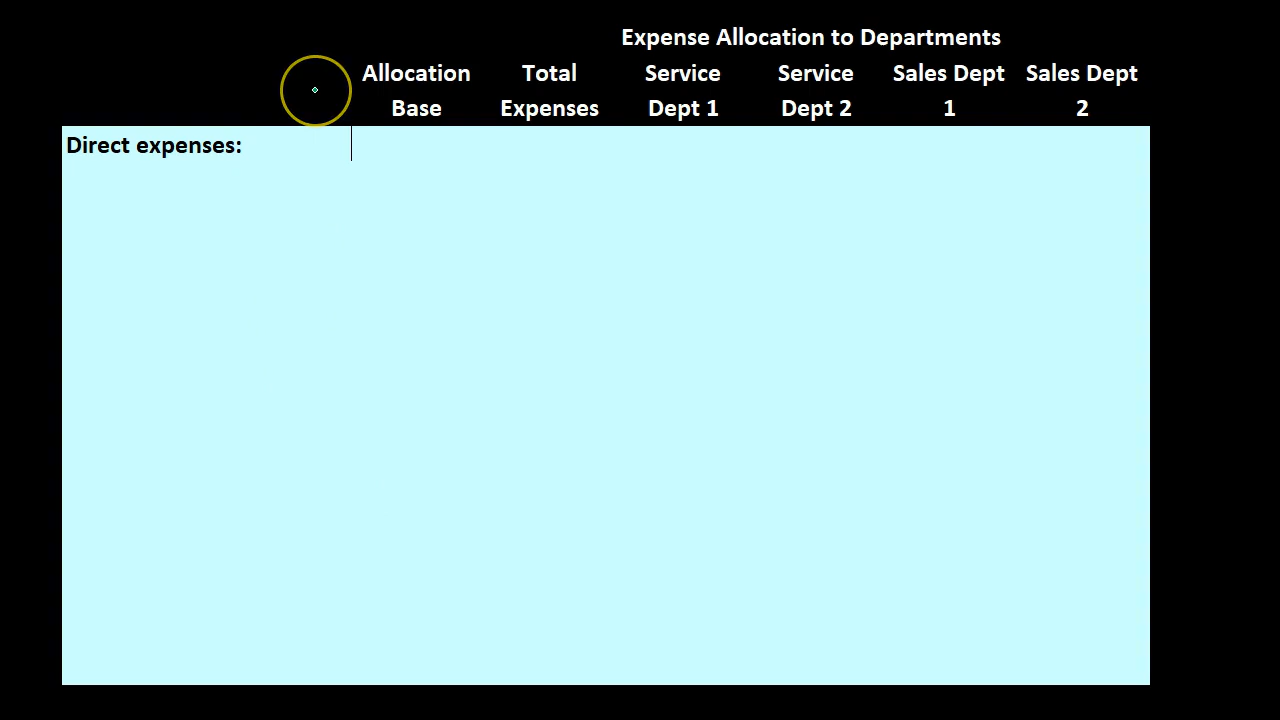 Expense Allocation to Departments
Allocation Total Service Service Sales Dept Sales Dept
Base Expenses Dept 1 Dept 2 1 2
Direct expenses: